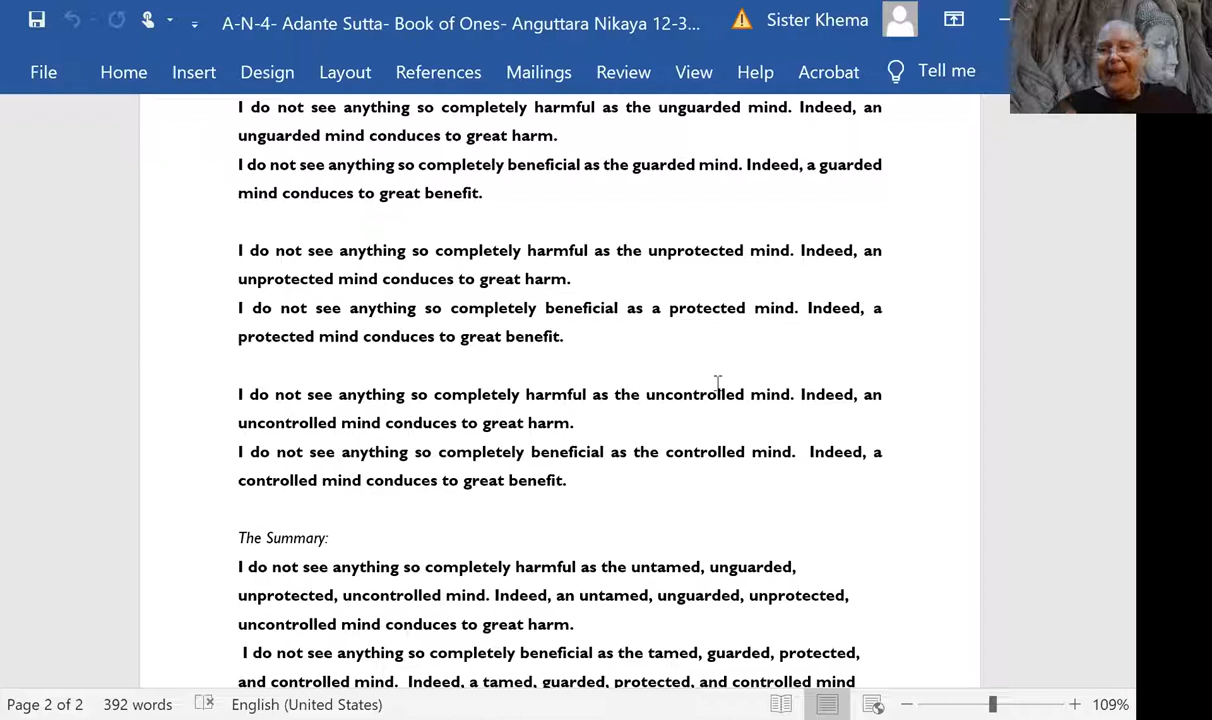 A-N-4- Adante Sutta- Book of Ones- Anguttara Nikaya 12-3...
Sister Khema
File
Home
Insert
Design
Layout
References
Mailings
Review
View
Help
Acrobat
Tell me
I do not see anything so completely harmful as the unguarded mind. Indeed, an
unguarded mind conduces to great harm.
I do not see anything so completely beneficial as the guarded mind. Indeed, a guarded
mind conduces to great benefit.
I do not see anything so completely harmful as the unprotected mind. Indeed, an
unprotected mind conduces to great harm.
I do not see anything so completely beneficial as a protected mind. Indeed, a
protected mind conduces to great benefit.
I do not see anything so completely harmful as the uncontrolled mind. Indeed, an
uncontrolled mind conduces to great harm.
I do not see anything so completely beneficial as the controlled mind. Indeed, a
controlled mind conduces to great benefit.
The Summary:
I do not see anything so completely harmful as the untamed, unguarded,
unprotected, uncontrolled mind. Indeed, an untamed, unguarded, unprotected,
uncontrolled mind conduces to great harm.
I do not see anything so completely beneficial as the tamed, guarded, protected,
and controlled mind. Indeed, a tamed, guarded, protected, and controlled mind
Page 2 of 2
392 words
English (United States)
109%